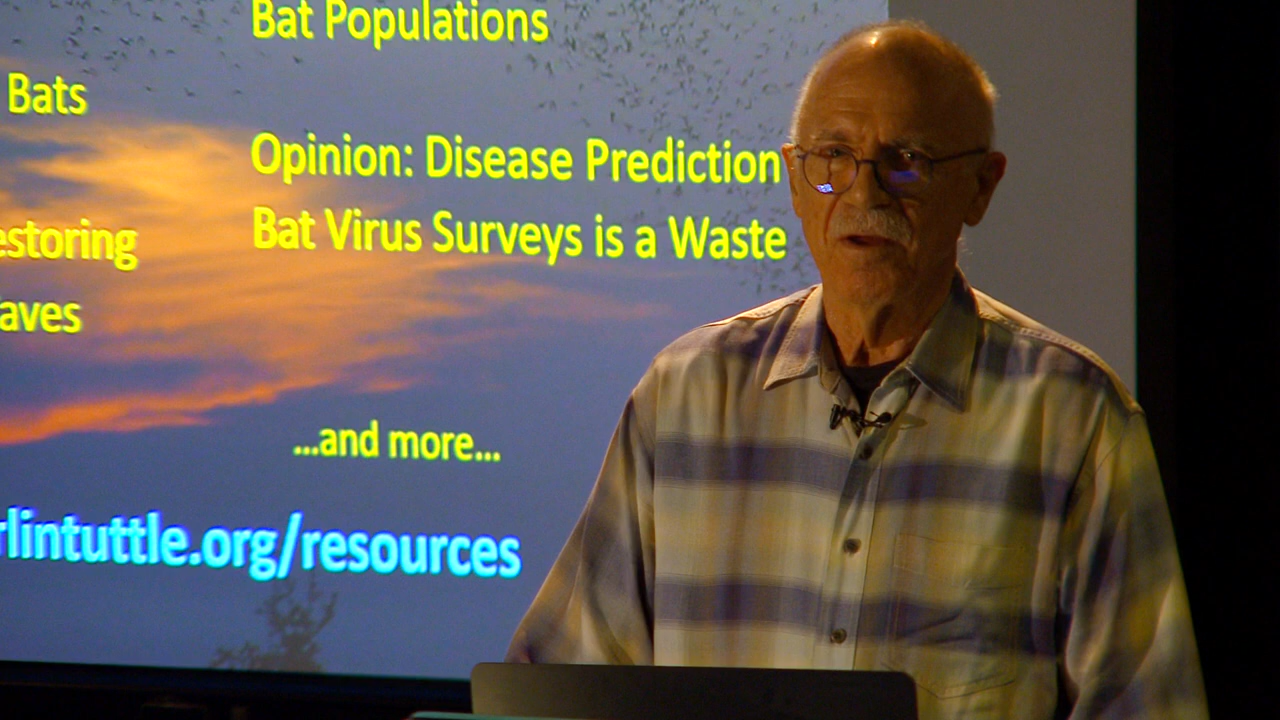 Bat Populations
Bats
Opinion: Disease Prediction
Bat Virus Surveys is a Waste
estoring
aves
...and more...
rlintuttle.org/resources